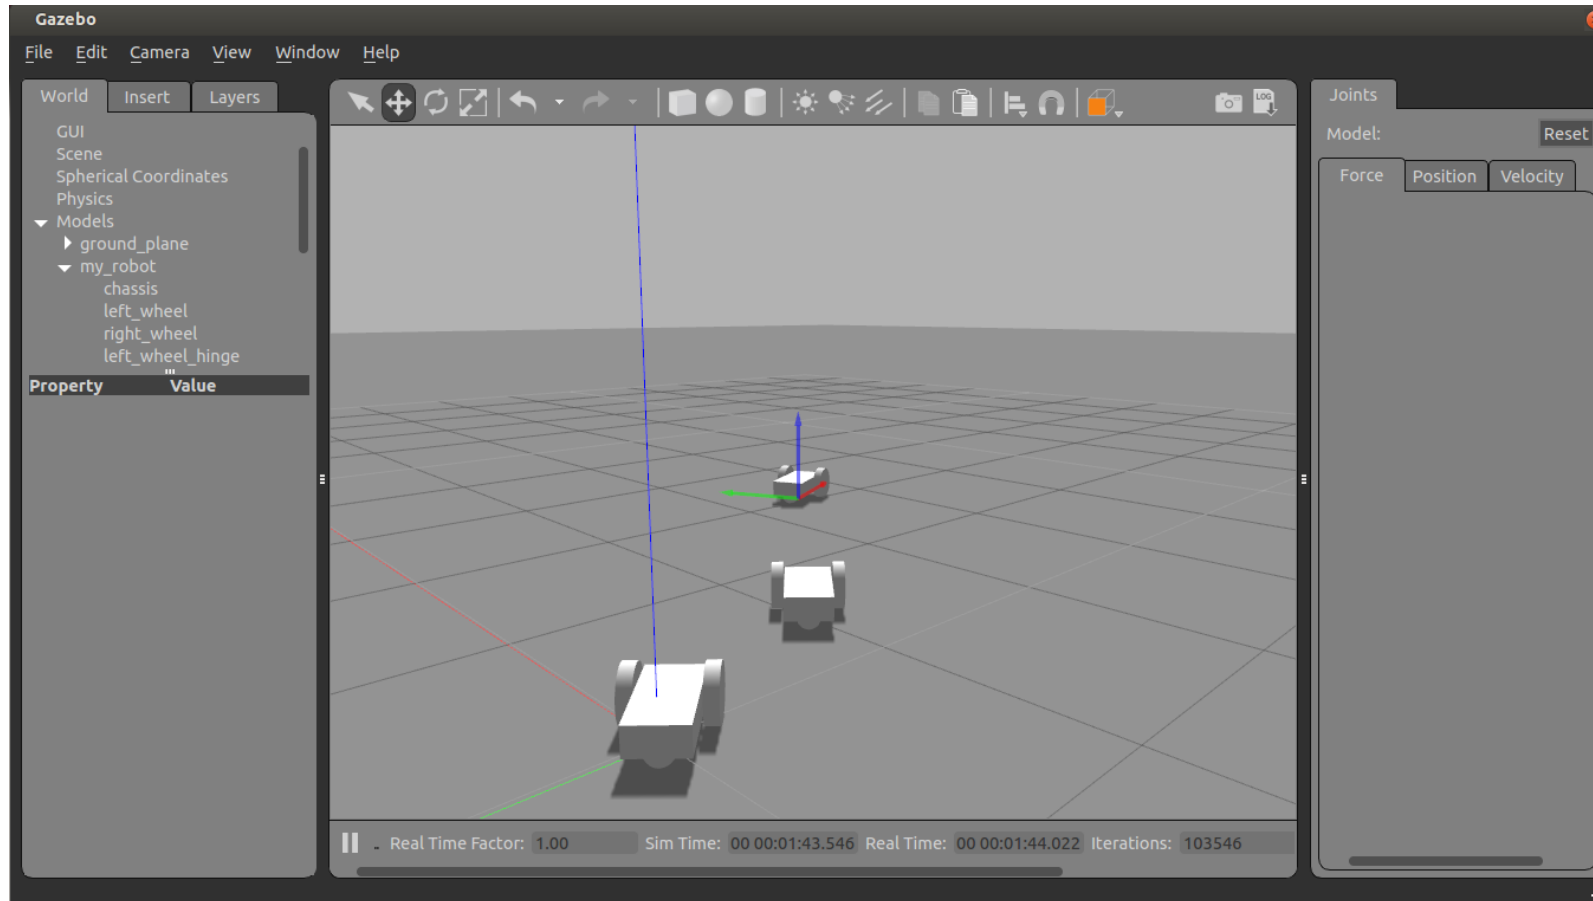 Gazebo
File Edit Camera View Window Help
World Insert Layers
GUI
Scene
Spherical Coordinates
Physics
Models
ground_plane
my_robot
chassis
left_wheel
right_wheel
left_wheel_hinge
Property Value
LOG
Real Time Factor: 1.00 Sim Time: 00 00:01:43.546 Real Time: 00 00:01:44.022 Iterations: 103546
Joints
Model: Reset
Force Position Velocity